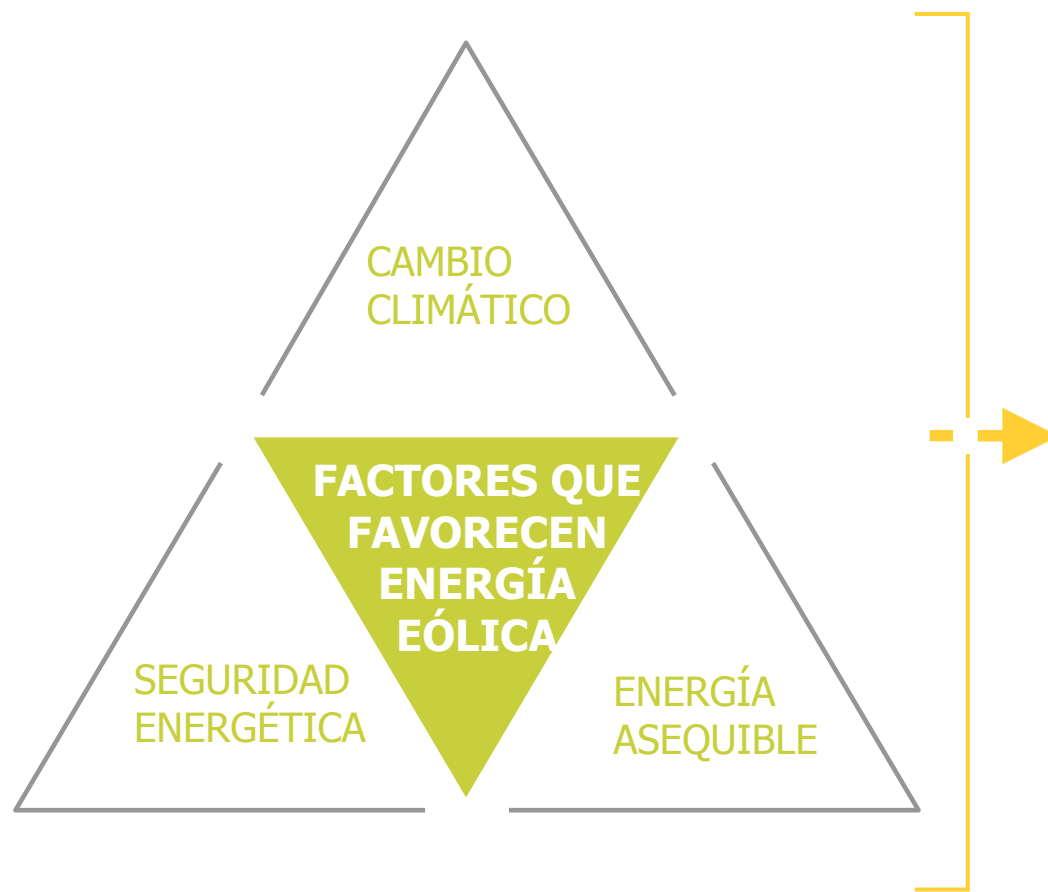 CAMBIO
CLIMÁTICO
FACTORES QUE
FAVORECEN
ENERGÍA
EÓLICA
SEGURIDAD
ENERGÉTICA
ENERGÍA
ASEQUIBLE